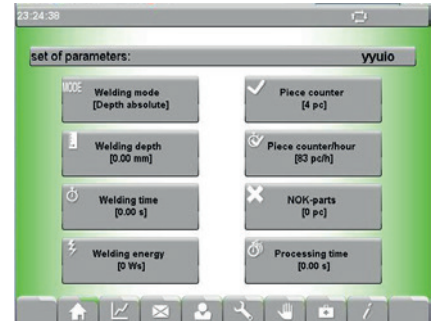 23:24:38
set of parameters: yyuio
MODE Welding mode
[Depth absolute]
Piece counter
[4 pc]
Welding depth
[0.00 mm]
Piece counter/hour
[83 pc/h]
Welding time
[0.00 s]
NOK-parts
[0 pc]
Welding energy
[0 Ws]
Processing time
[0.00 s]
i